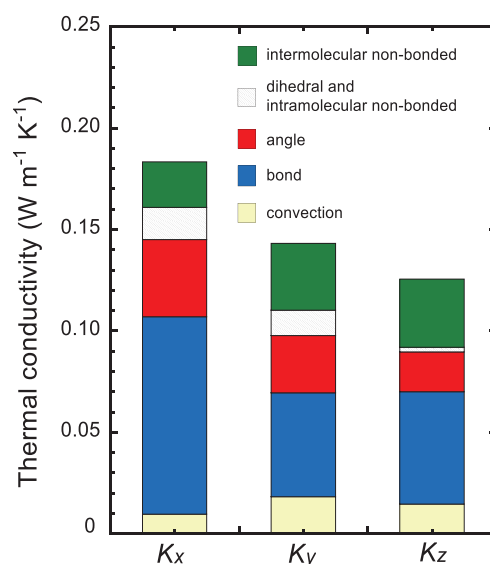 Thermal conductivity (W m⁻¹ K⁻¹)
0.25
0.20
0.15
0.10
0.05
0
intermolecular non-bonded
dihedral and
intramolecular non-bonded
angle
bond
convection
Kx Ky Kz